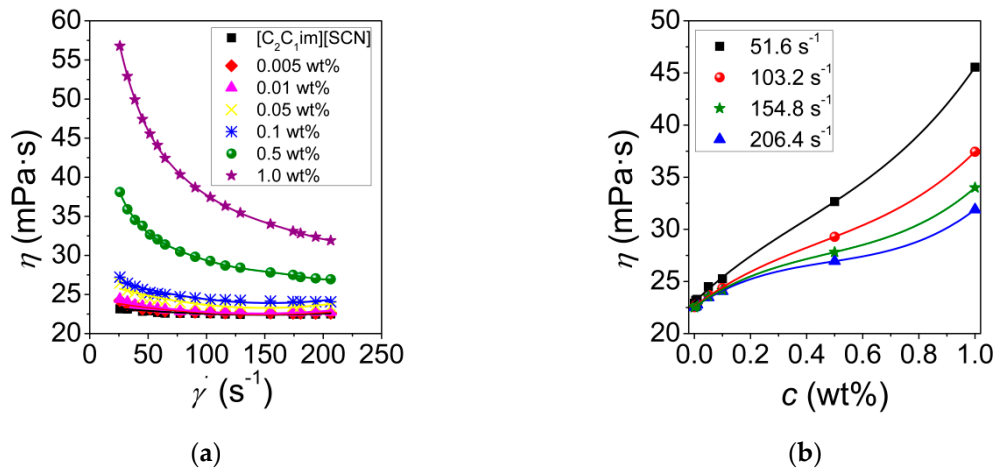 60
55
50
45
40
35
30
25
20
η (mPa·s)
[C₂C₁im][SCN]
0.005 wt%
0.01 wt%
0.05 wt%
0.1 wt%
0.5 wt%
1.0 wt%
0 50 100 150 200 250
γ̇ (s⁻¹)
(a)
50
45
40
35
30
25
20
η (mPa·s)
51.6 s⁻¹
103.2 s⁻¹
154.8 s⁻¹
206.4 s⁻¹
0.0 0.2 0.4 0.6 0.8 1.0
c (wt%)
(b)